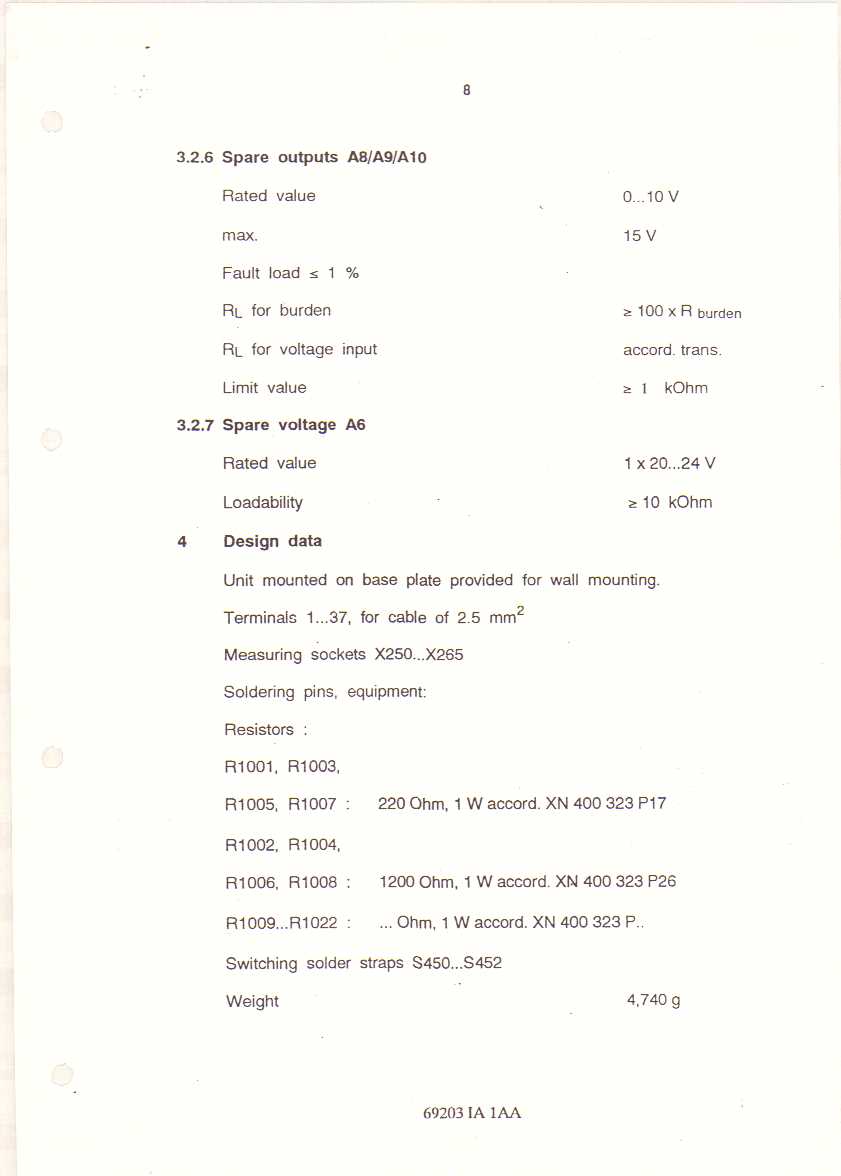 8
3.2.6 Spare outputs A8/A9/A10
Rated value 0...10 V
max. 15 V
Fault load ≤ 1 %
RL for burden ≥ 100 x R burden
RL for voltage input accord. trans.
Limit value ≥ 1 kOhm
3.2.7 Spare voltage A6
Rated value 1 x 20...24 V
Loadability ≥ 10 kOhm
4 Design data
Unit mounted on base plate provided for wall mounting.
Terminals 1...37, for cable of 2.5 mm²
Measuring sockets X250...X265
Soldering pins, equipment:
Resistors :
R1001, R1003,
R1005, R1007 : 220 Ohm, 1 W accord. XN 400 323 P17
R1002, R1004,
R1006, R1008 : 1200 Ohm, 1 W accord. XN 400 323 P26
R1009...R1022 : ... Ohm, 1 W accord. XN 400 323 P..
Switching solder straps S450...S452
Weight 4,740 g
69203 IA 1AA